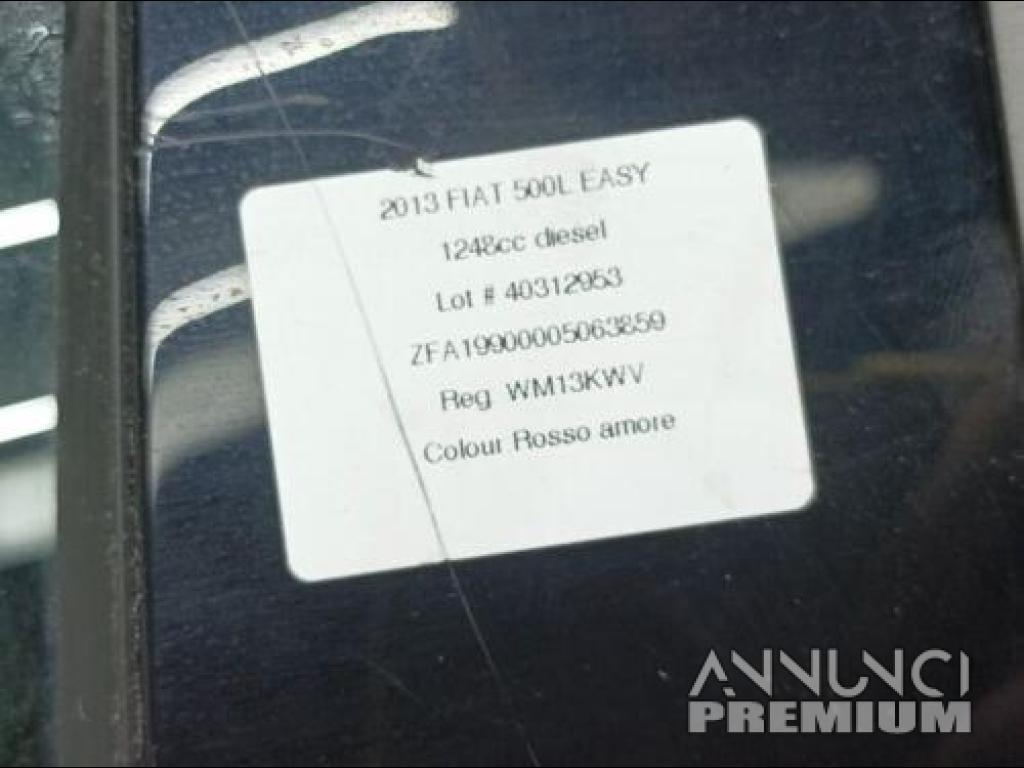 2013 FIAT 500L EASY
1248cc diesel
Lot # 40312953
ZFA19900005063859
Reg WM13KWV
Colour Rosso amore
ANNUNCI
PREMIUM